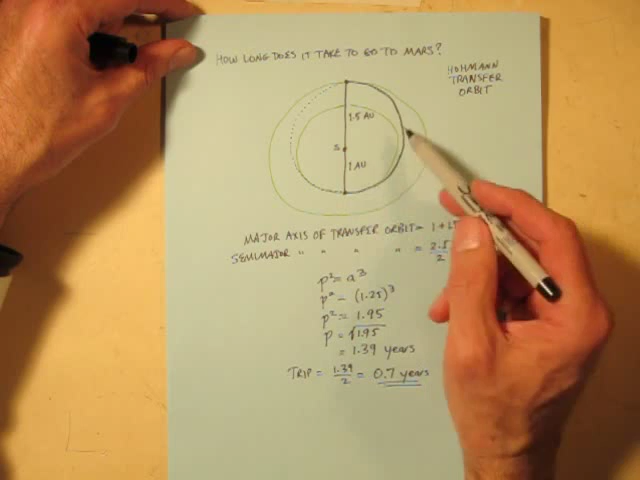 HOW LONG DOES IT TAKE TO GO TO MARS?
HOHMANN
TRANSFER
ORBIT
1.5 AU
S
1 AU
MAJOR AXIS OF TRANSFER ORBIT = 1 + 1.5
SEMIMAJOR " " " " = 2.5
2
p² = a³
p² = (1.25)³
p² = 1.95
p = √1.95
= 1.39 years
TRIP = 1.39/2 = 0.7 years